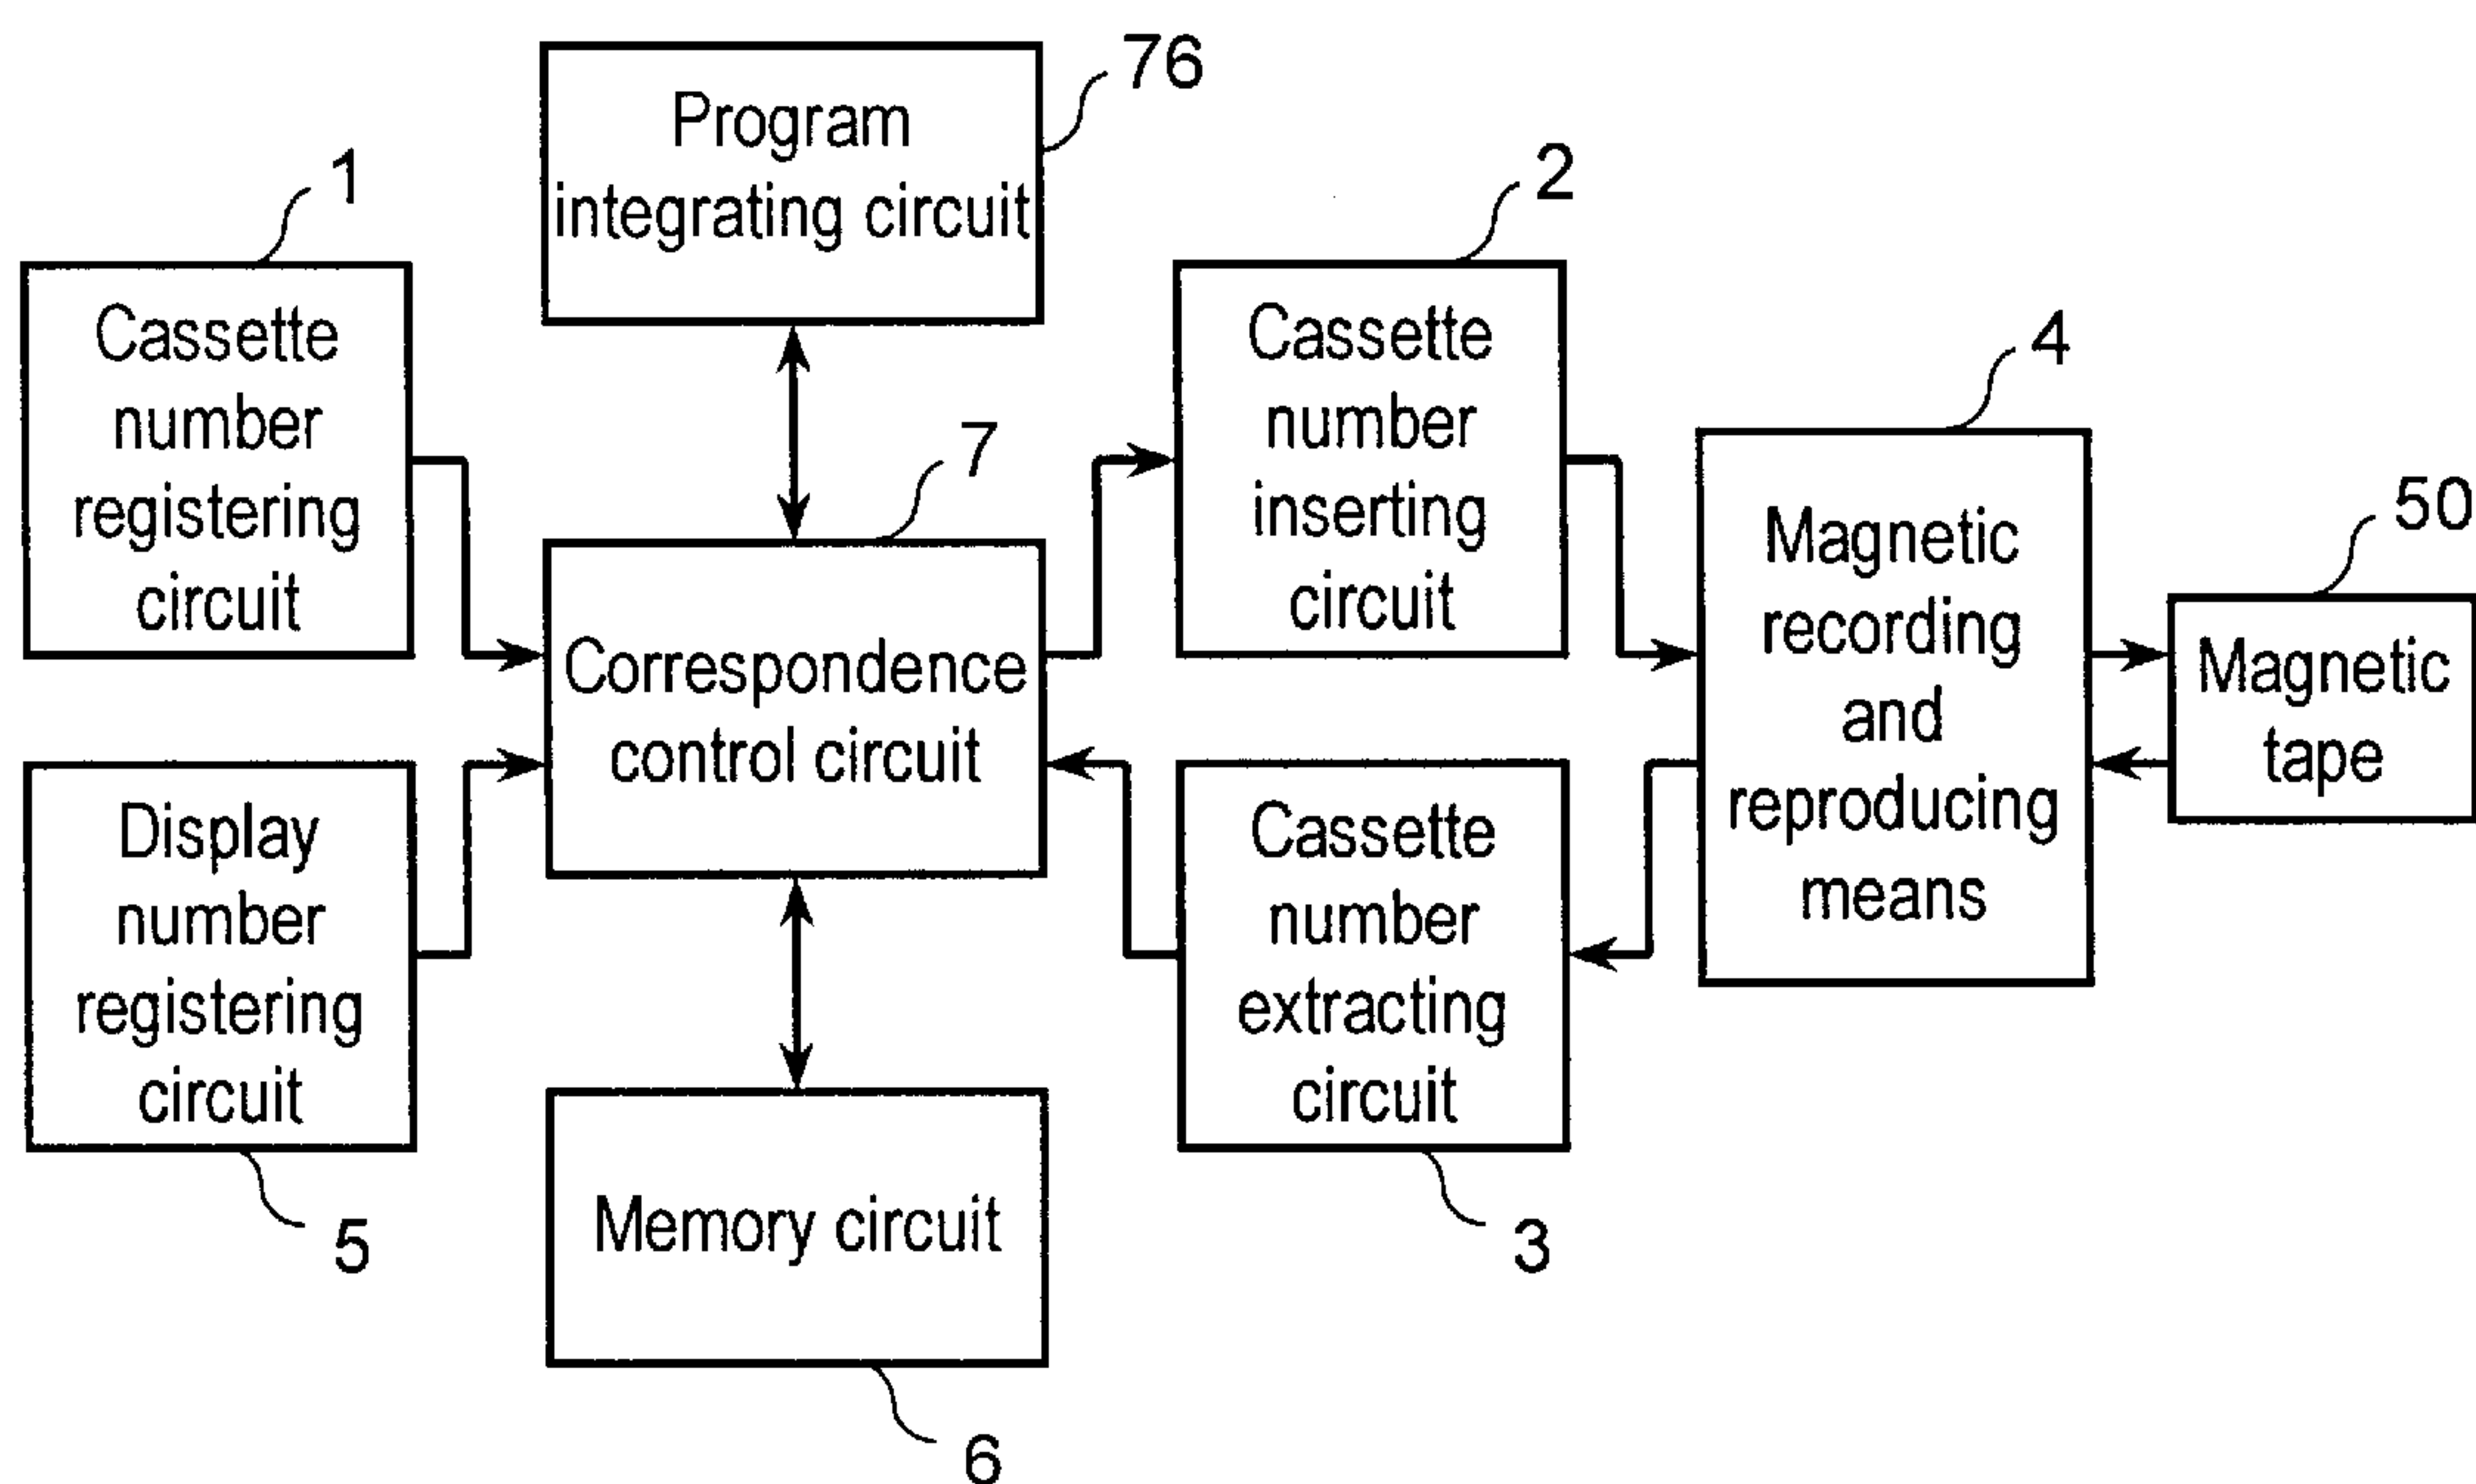 76
Program
integrating circuit
1
Cassette
number
registering
circuit
2
Cassette
number
inserting
circuit
4
Magnetic
recording
and
reproducing
means
50
Magnetic
tape
7
Correspondence
control circuit
Display
number
registering
circuit
5
Cassette
number
extracting
circuit
3
Memory circuit
6